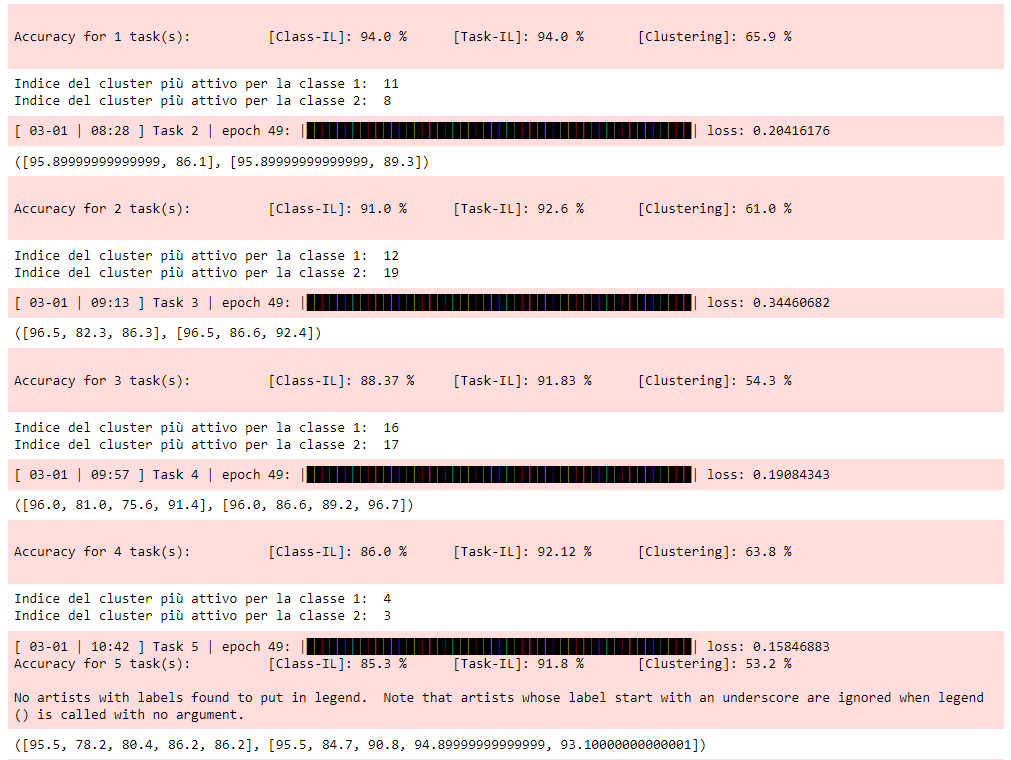 Accuracy for 1 task(s): [Class-IL]: 94.0 % [Task-IL]: 94.0 % [Clustering]: 65.9 %
Indice del cluster più attivo per la classe 1: 11
Indice del cluster più attivo per la classe 2: 8
[ 03-01 | 08:28 ] Task 2 | epoch 49: || loss: 0.20416176
([95.89999999999999, 86.1], [95.89999999999999, 89.3])
Accuracy for 2 task(s): [Class-IL]: 91.0 % [Task-IL]: 92.6 % [Clustering]: 61.0 %
Indice del cluster più attivo per la classe 1: 12
Indice del cluster più attivo per la classe 2: 19
[ 03-01 | 09:13 ] Task 3 | epoch 49: || loss: 0.34460682
([96.5, 82.3, 86.3], [96.5, 86.6, 92.4])
Accuracy for 3 task(s): [Class-IL]: 88.37 % [Task-IL]: 91.83 % [Clustering]: 54.3 %
Indice del cluster più attivo per la classe 1: 16
Indice del cluster più attivo per la classe 2: 17
[ 03-01 | 09:57 ] Task 4 | epoch 49: || loss: 0.19084343
([96.0, 81.0, 75.6, 91.4], [96.0, 86.6, 89.2, 96.7])
Accuracy for 4 task(s): [Class-IL]: 86.0 % [Task-IL]: 92.12 % [Clustering]: 63.8 %
Indice del cluster più attivo per la classe 1: 4
Indice del cluster più attivo per la classe 2: 3
[ 03-01 | 10:42 ] Task 5 | epoch 49: || loss: 0.15846883
Accuracy for 5 task(s): [Class-IL]: 85.3 % [Task-IL]: 91.8 % [Clustering]: 53.2 %
No artists with labels found to put in legend.  Note that artists whose label start with an underscore are ignored when legend
() is called with no argument.
([95.5, 78.2, 80.4, 86.2, 86.2], [95.5, 84.7, 90.8, 94.89999999999999, 93.10000000000001])